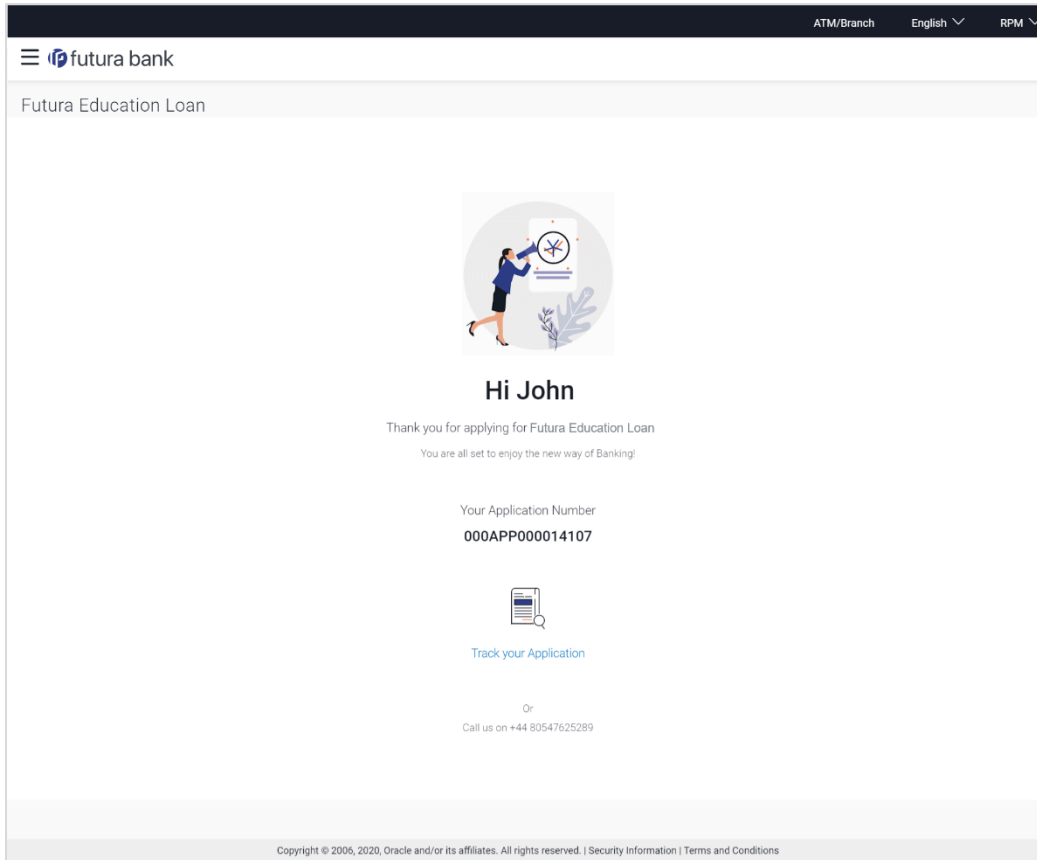 ATM/Branch English RPM
futura bank
Futura Education Loan
Hi John
Thank you for applying for Futura Education Loan
You are all set to enjoy the new way of Banking!
Your Application Number
000APP000014107
Track your Application
Or
Call us on +44 80547625289
Copyright © 2006, 2020, Oracle and/or its affiliates. All rights reserved. | Security Information | Terms and Conditions